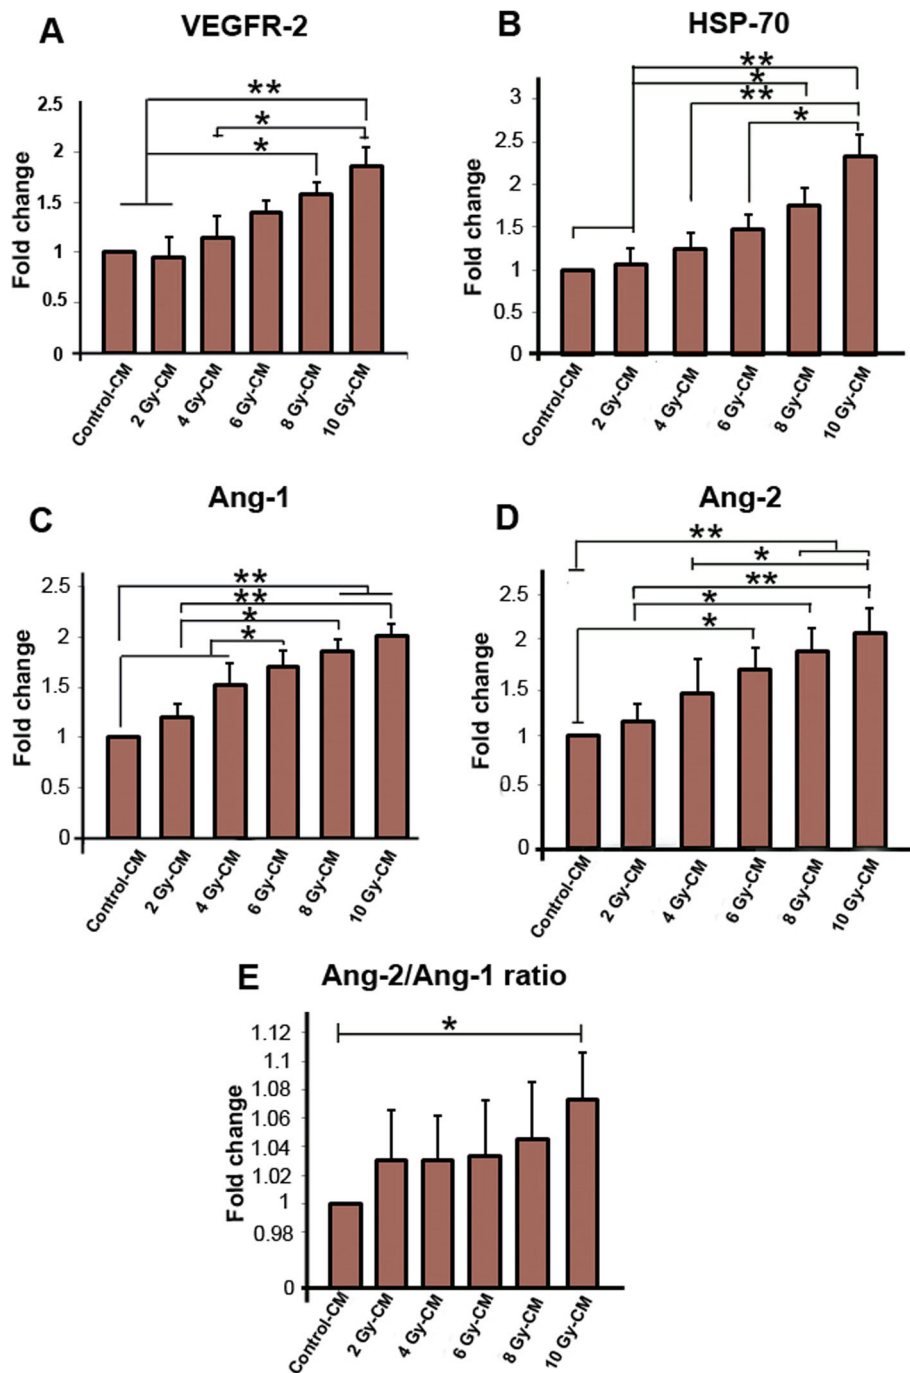 A
VEGFR-2
**
*
*
Fold change
2.5
2
1.5
1
0.5
0
Control-CM
2 Gy-CM
4 Gy-CM
6 Gy-CM
8 Gy-CM
10 Gy-CM
B
HSP-70
**
*
**
*
Fold change
3
2.5
2
1.5
1
0.5
0
Control-CM
2 Gy-CM
4 Gy-CM
6 Gy-CM
8 Gy-CM
10 Gy-CM
C
Ang-1
**
**
*
*
Fold change
2.5
2
1.5
1
0.5
0
Control-CM
2 Gy-CM
4 Gy-CM
6 Gy-CM
8 Gy-CM
10 Gy-CM
D
Ang-2
**
*
**
*
*
Fold change
2.5
2
1.5
1
0.5
0
Control-CM
2 Gy-CM
4 Gy-CM
6 Gy-CM
8 Gy-CM
10 Gy-CM
E
Ang-2/Ang-1 ratio
*
Fold change
1.12
1.1
1.08
1.06
1.04
1.02
1
0.98
0
Control-CM
2 Gy-CM
4 Gy-CM
6 Gy-CM
8 Gy-CM
10 Gy-CM